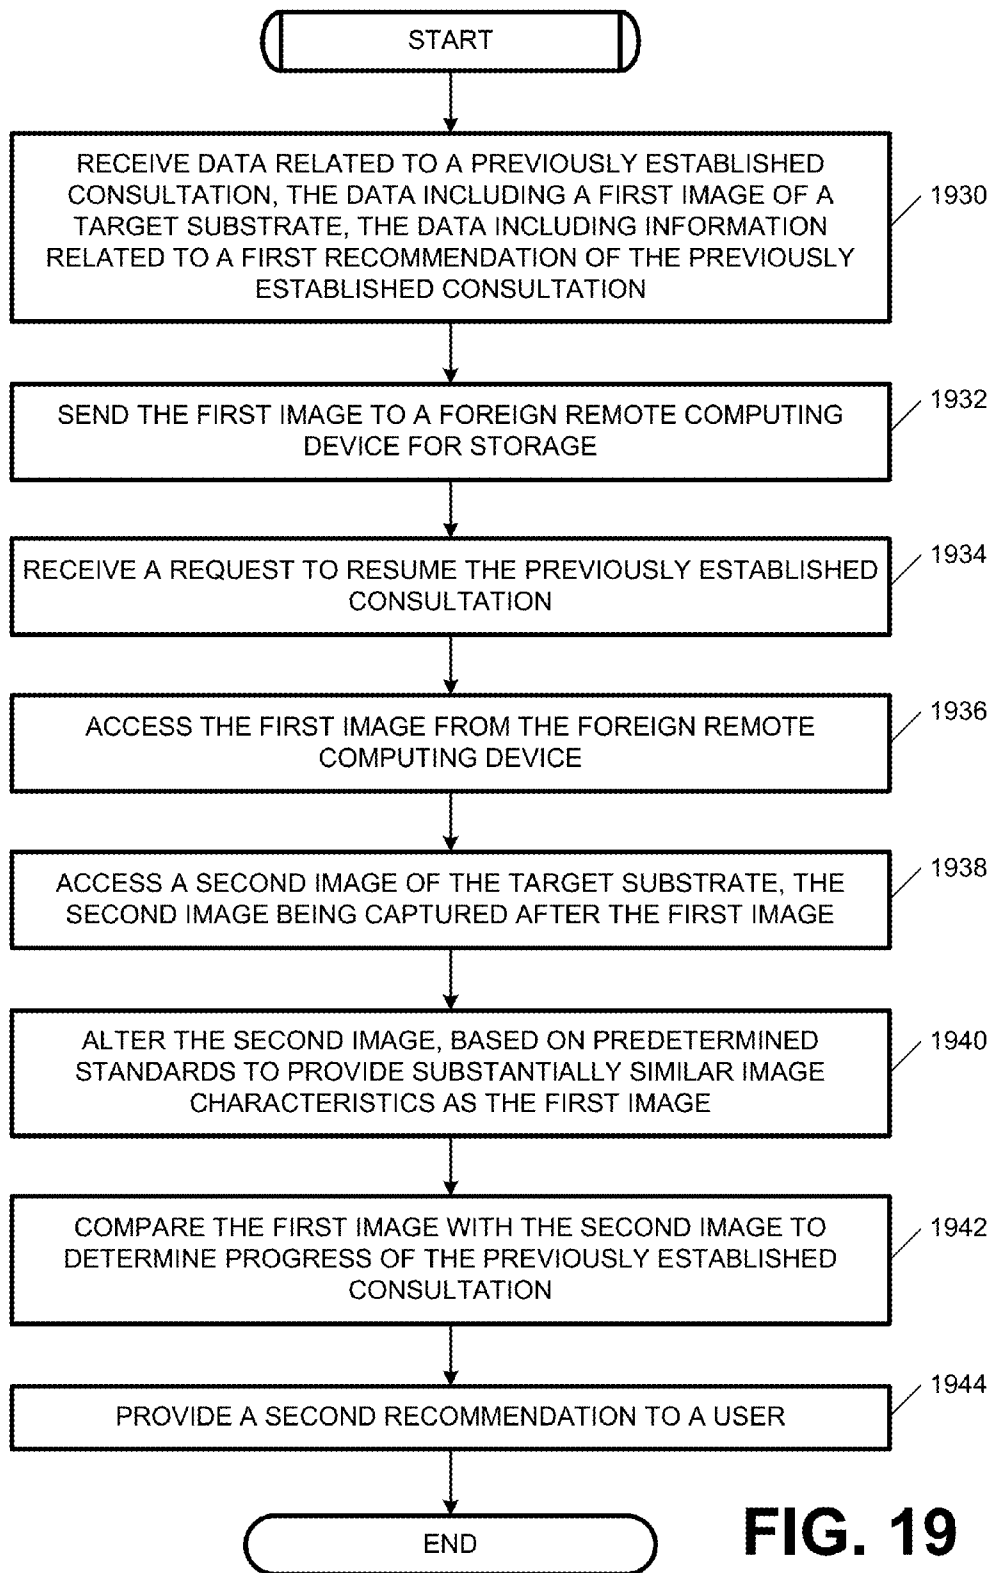 START
RECEIVE DATA RELATED TO A PREVIOUSLY ESTABLISHED
CONSULTATION, THE DATA INCLUDING A FIRST IMAGE OF A
TARGET SUBSTRATE, THE DATA INCLUDING INFORMATION
RELATED TO A FIRST RECOMMENDATION OF THE PREVIOUSLY
ESTABLISHED CONSULTATION
1930
SEND THE FIRST IMAGE TO A FOREIGN REMOTE COMPUTING
DEVICE FOR STORAGE
1932
RECEIVE A REQUEST TO RESUME THE PREVIOUSLY ESTABLISHED
CONSULTATION
1934
ACCESS THE FIRST IMAGE FROM THE FOREIGN REMOTE
COMPUTING DEVICE
1936
ACCESS A SECOND IMAGE OF THE TARGET SUBSTRATE, THE
SECOND IMAGE BEING CAPTURED AFTER THE FIRST IMAGE
1938
ALTER THE SECOND IMAGE, BASED ON PREDETERMINED
STANDARDS TO PROVIDE SUBSTANTIALLY SIMILAR IMAGE
CHARACTERISTICS AS THE FIRST IMAGE
1940
COMPARE THE FIRST IMAGE WITH THE SECOND IMAGE TO
DETERMINE PROGRESS OF THE PREVIOUSLY ESTABLISHED
CONSULTATION
1942
PROVIDE A SECOND RECOMMENDATION TO A USER
1944
END
FIG. 19